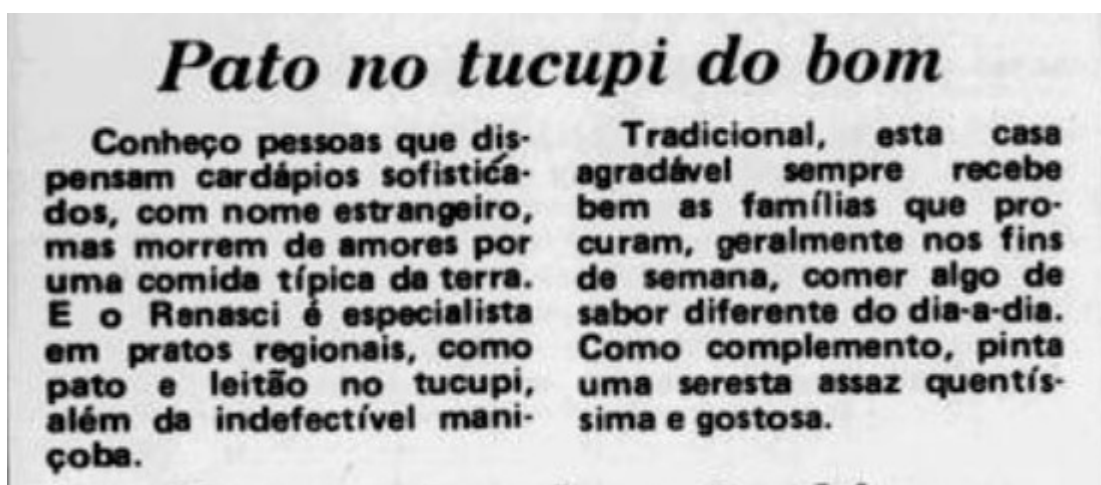 Pato no tucupi do bom
Conheço pessoas que dis-
pensam cardápios sofistica-
dos, com nome estrangeiro,
mas morrem de amores por
uma comida típica da terra.
E o Renasci é especialista
em pratos regionais, como
pato e leitão no tucupi,
além da indefectível mani-
çoba.
Tradicional, esta casa
agradável sempre recebe
bem as famílias que pro-
curam, geralmente nos fins
de semana, comer algo de
sabor diferente do dia-a-dia.
Como complemento, pinta
uma seresta assaz quentís-
sima e gostosa.